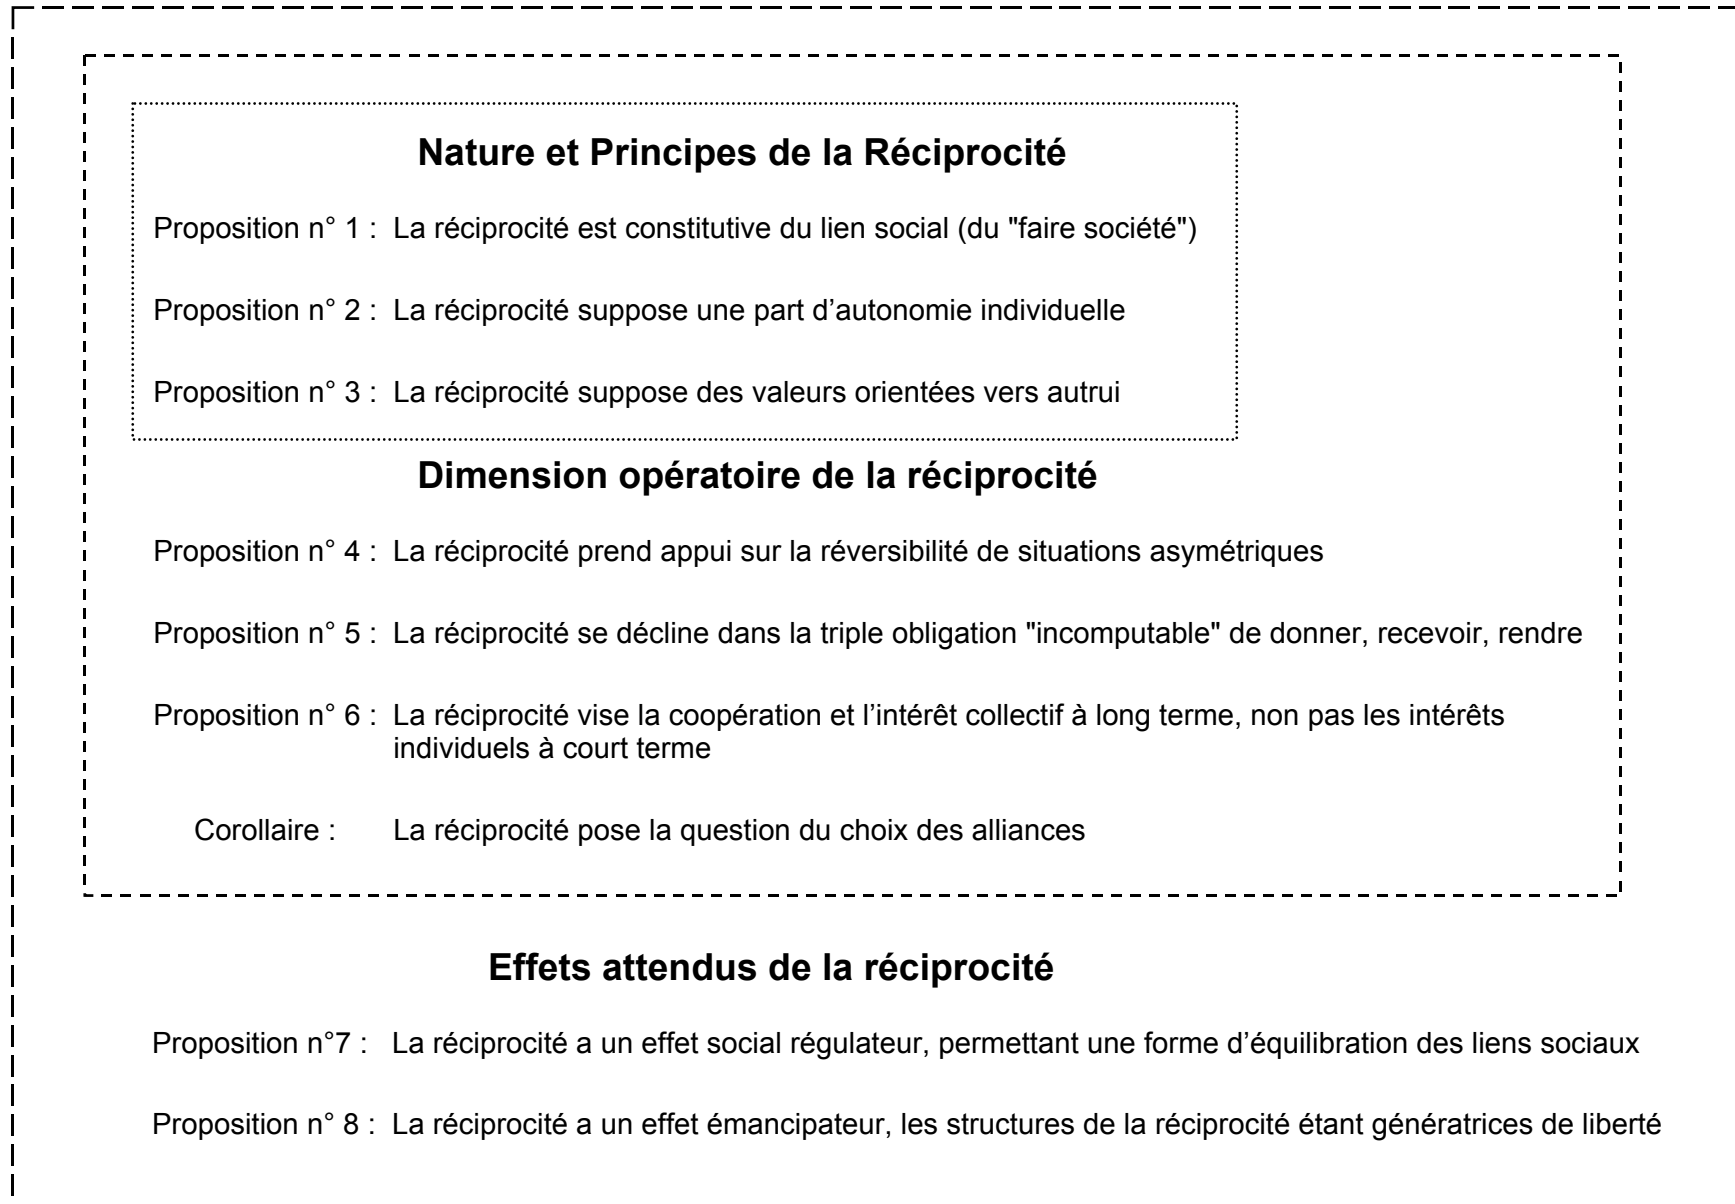 Nature et Principes de la Réciprocité
Proposition n° 1 : La réciprocité est constitutive du lien social (du "faire société")
Proposition n° 2 : La réciprocité suppose une part d’autonomie individuelle
Proposition n° 3 : La réciprocité suppose des valeurs orientées vers autrui
Dimension opératoire de la réciprocité
Proposition n° 4 : La réciprocité prend appui sur la réversibilité de situations asymétriques
Proposition n° 5 : La réciprocité se décline dans la triple obligation "incomputable" de donner, recevoir, rendre
Proposition n° 6 : La réciprocité vise la coopération et l’intérêt collectif à long terme, non pas les intérêts
individuels à court terme
Corollaire : La réciprocité pose la question du choix des alliances
Effets attendus de la réciprocité
Proposition n°7 : La réciprocité a un effet social régulateur, permettant une forme d’équilibration des liens sociaux
Proposition n° 8 : La réciprocité a un effet émancipateur, les structures de la réciprocité étant génératrices de liberté